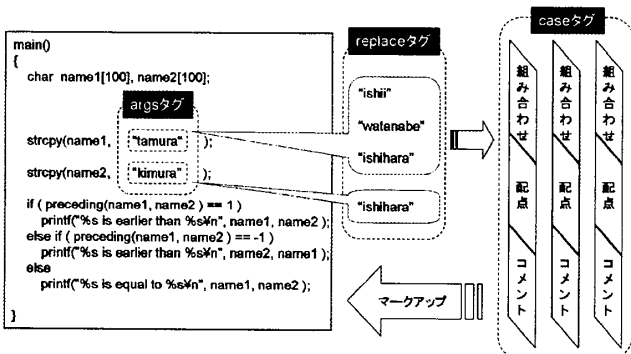 main()
{
char name1[100], name2[100];
argsタグ
strcpy(name1, "tamura" );
strcpy(name2, "kimura" );
if ( preceding(name1, name2 ) == 1 )
printf("%s is earlier than %s¥n", name1, name2 );
else if ( preceding(name1, name2 ) == -1 )
printf("%s is earlier than %s¥n", name2, name1 );
else
printf("%s is equal to %s¥n", name1, name2 );
}
replaceタグ
"ishii"
"watanabe"
"ishihara"
"ishihara"
マークアップ
caseタグ
組み合わせ
配点
コメント
組み合わせ
配点
コメント
組み合わせ
配点
コメント